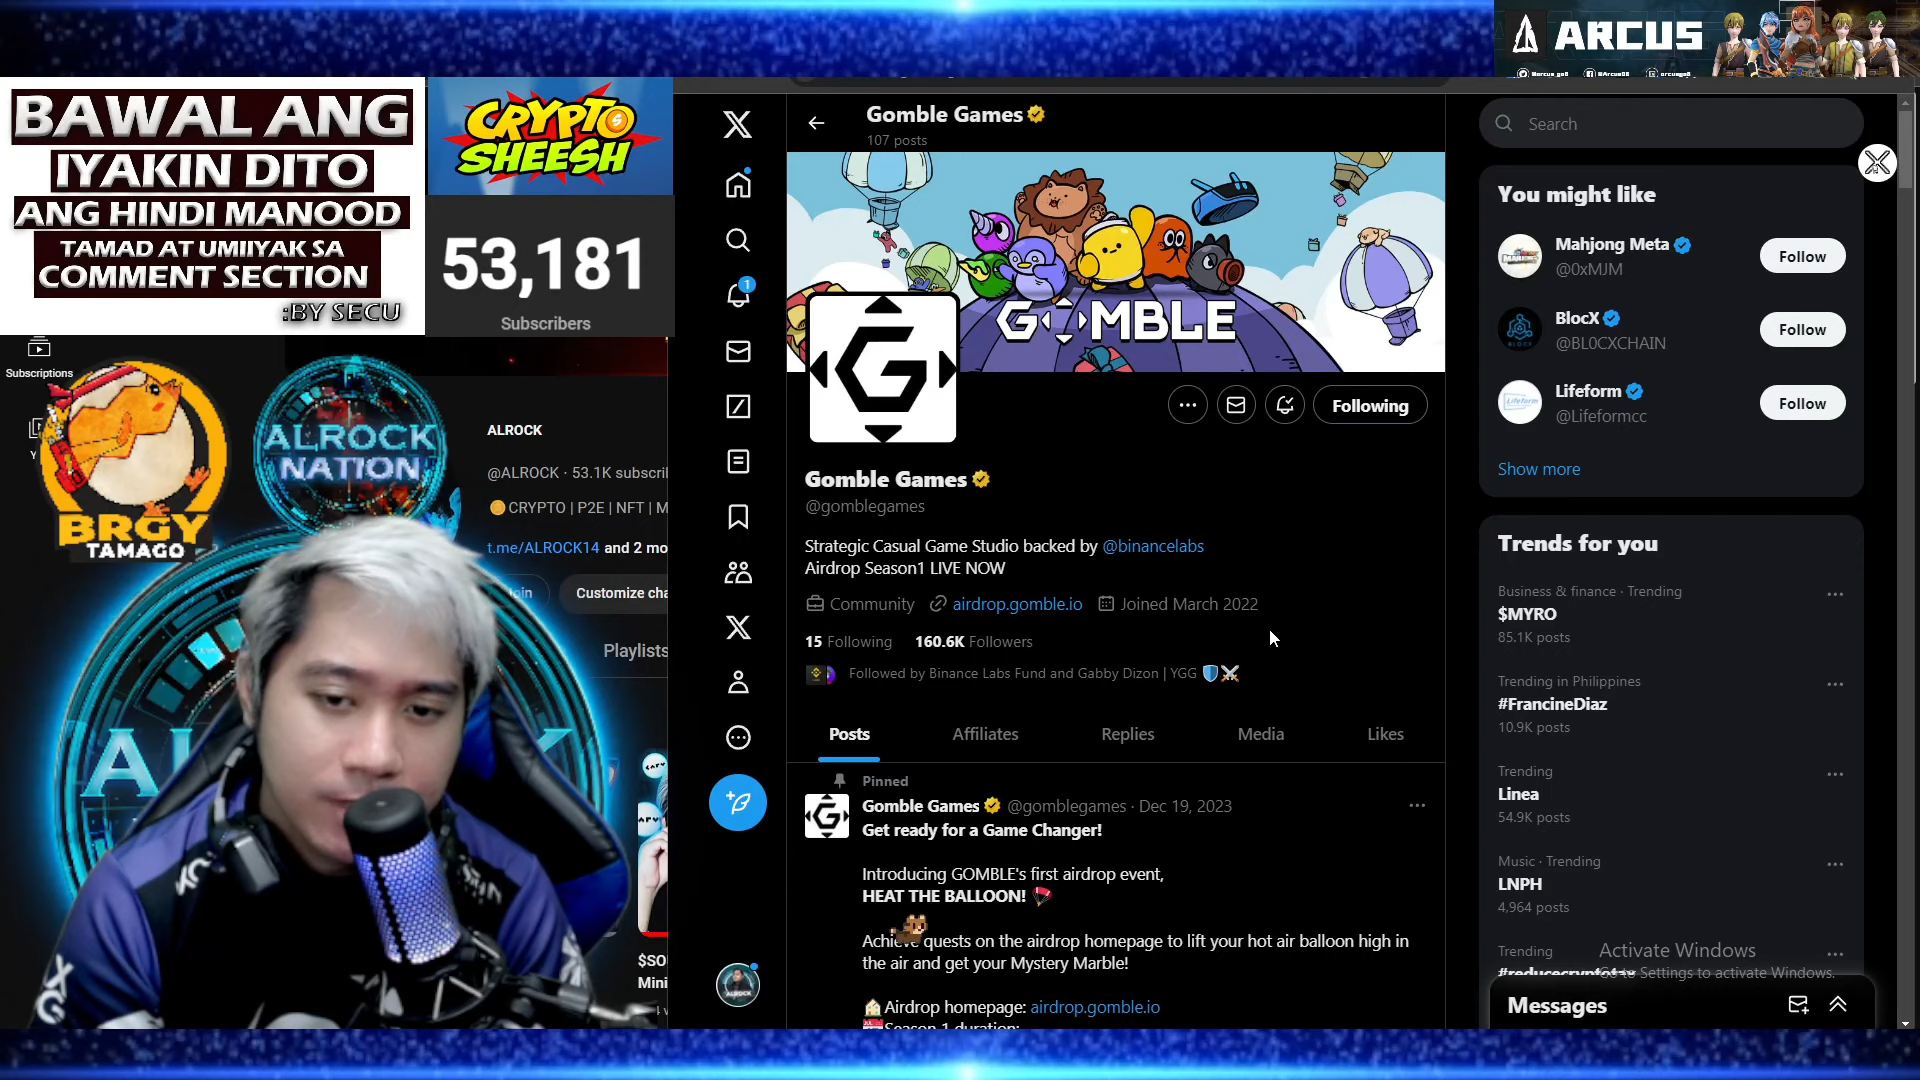 ARCUS
BAWAL ANG
IYAKIN DITO
ANG HINDI MANOOD
TAMAD AT UMIIYAK SA
COMMENT SECTION
:BY SECU
CRYPTO
SHEESH
53,181
Subscribers
Subscriptions
BRGY
TAMAGO
ALROCK
NATION
ALROCK
@ALROCK · 53.1K subscri
CRYPTO | P2E | NFT | M
t.me/ALROCK14 and 2 mo
oin
Customize cha
Playlists
$SO
Mini
Gomble Games
107 posts
GOMBLE
Following
Gomble Games
@gomblegames
Strategic Casual Game Studio backed by @binancelabs
Airdrop Season1 LIVE NOW
Community airdrop.gomble.io Joined March 2022
15 Following 160.6K Followers
Followed by Binance Labs Fund and Gabby Dizon | YGG
Posts Affiliates Replies Media Likes
Pinned
Gomble Games @gomblegames · Dec 19, 2023
Get ready for a Game Changer!
Introducing GOMBLE's first airdrop event,
HEAT THE BALLOON!
Achieve quests on the airdrop homepage to lift your hot air balloon high in
the air and get your Mystery Marble!
Airdrop homepage: airdrop.gomble.io
Season 1 duration:
Search
You might like
Mahjong Meta
@0xMJM
Follow
BlocX
@BL0CXCHAIN
Follow
Lifeform
@Lifeformcc
Follow
Show more
Trends for you
Business & finance · Trending
$MYRO
85.1K posts
Trending in Philippines
#FrancineDiaz
10.9K posts
Trending
Linea
54.9K posts
Music · Trending
LNPH
4,964 posts
Trending
Activate Windows
Go to Settings to activate Windows.
Messages